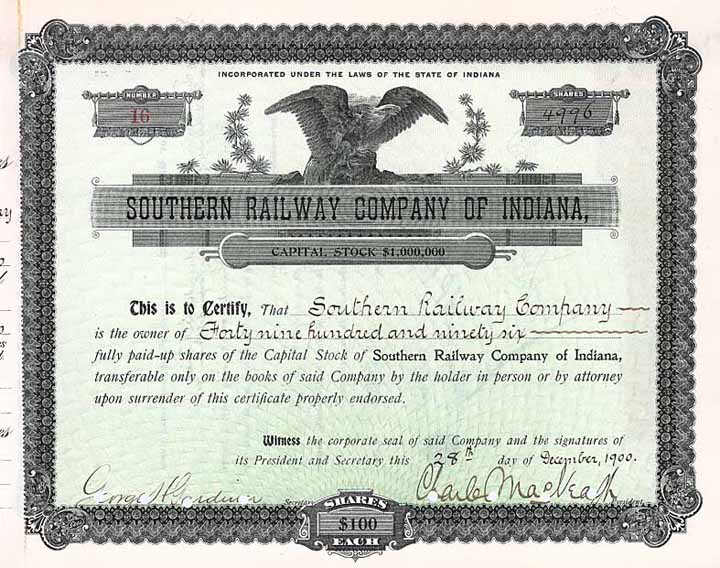 INCORPORATED UNDER THE LAWS OF THE STATE OF INDIANA
NUMBER
16
SHARES
4996
SOUTHERN RAILWAY COMPANY OF INDIANA,
CAPITAL STOCK $1,000,000
This is to Certify, That Southern Railway Company
is the owner of Forty nine hundred and ninety six
fully paid-up shares of the Capital Stock of Southern Railway Company of Indiana,
transferable only on the books of said Company by the holder in person or by attorney
upon surrender of this certificate properly endorsed.
Witness the corporate seal of said Company and the signatures of
its President and Secretary this 28th day of December, 1900.
Secretary
President.
SHARES
$100
EACH